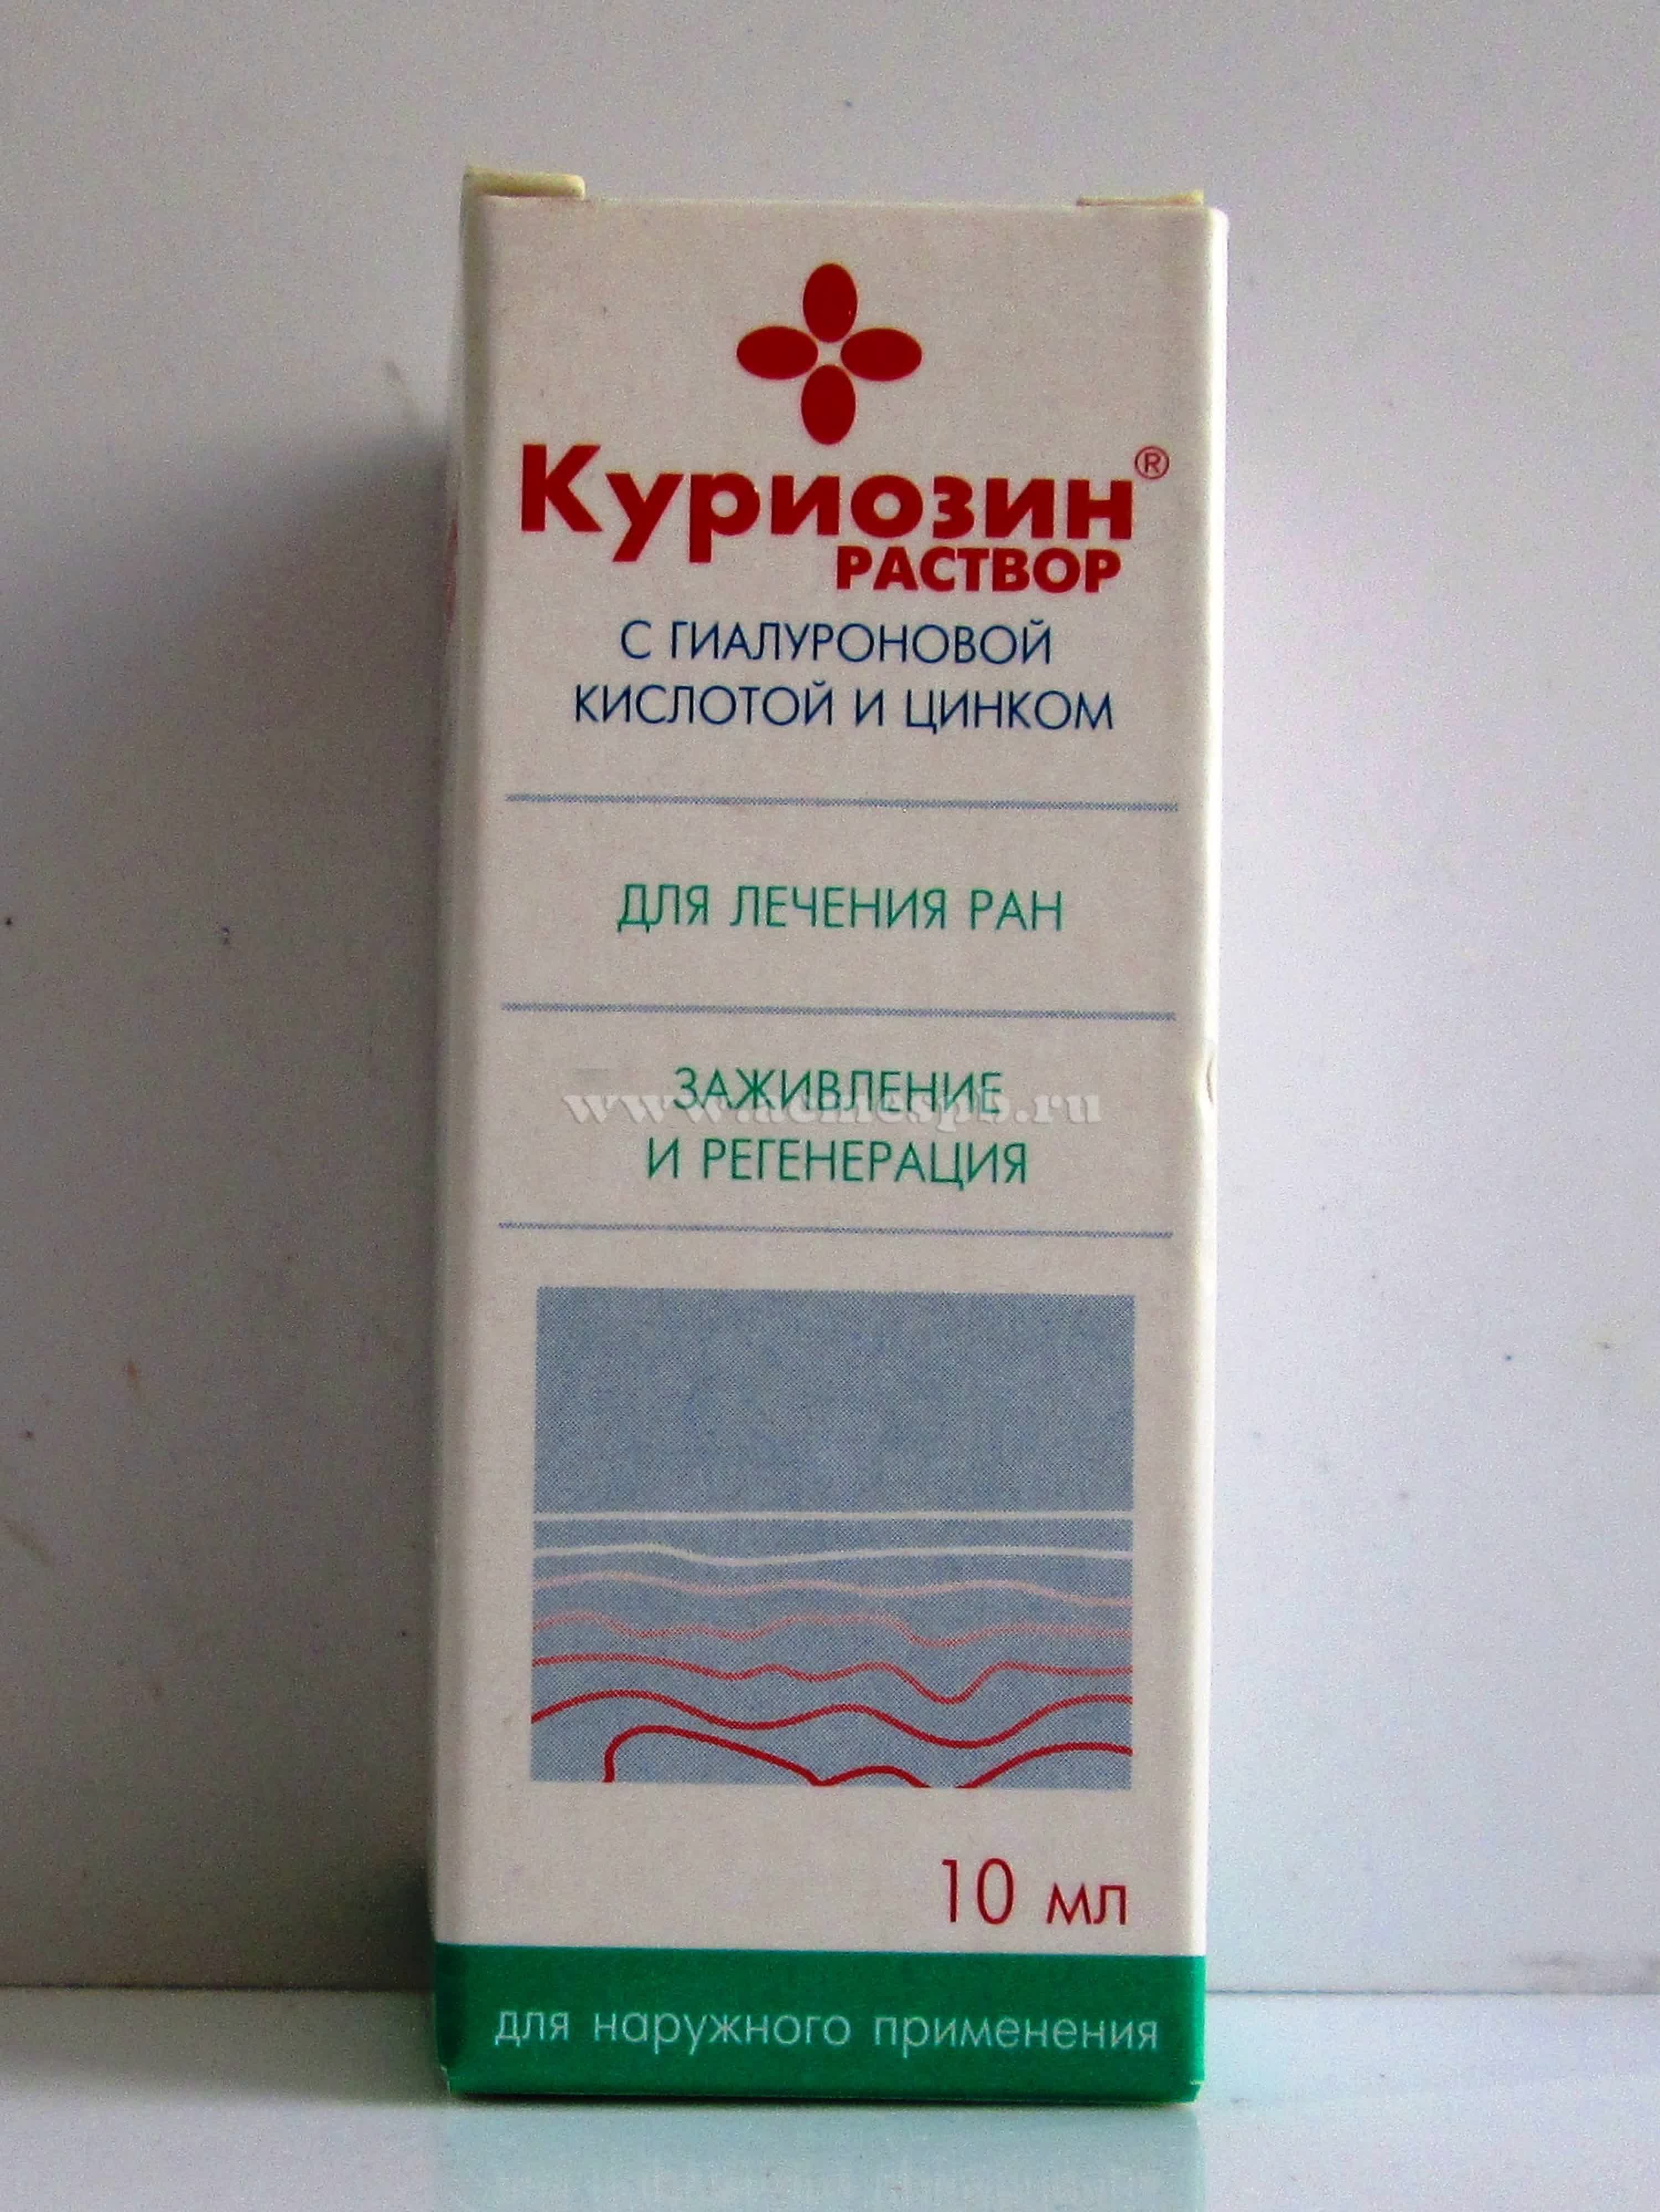 Куриозин®
РАСТВОР
С ГИАЛУРОНОВОЙ
КИСЛОТОЙ И ЦИНКОМ
ДЛЯ ЛЕЧЕНИЯ РАН
ЗАЖИВЛЕНИЕ
И РЕГЕНЕРАЦИЯ
10 мл
для наружного применения